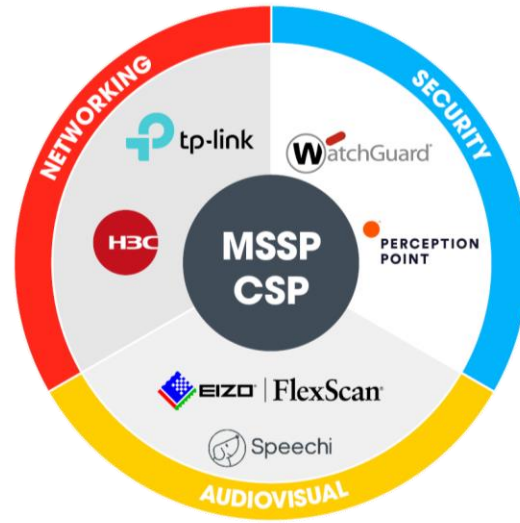 NETWORKING
SECURITY
tp-link
WatchGuard
H3C
MSSP
CSP
PERCEPTION
POINT
EIZO | FlexScan
Speechi
AUDIOVISUAL